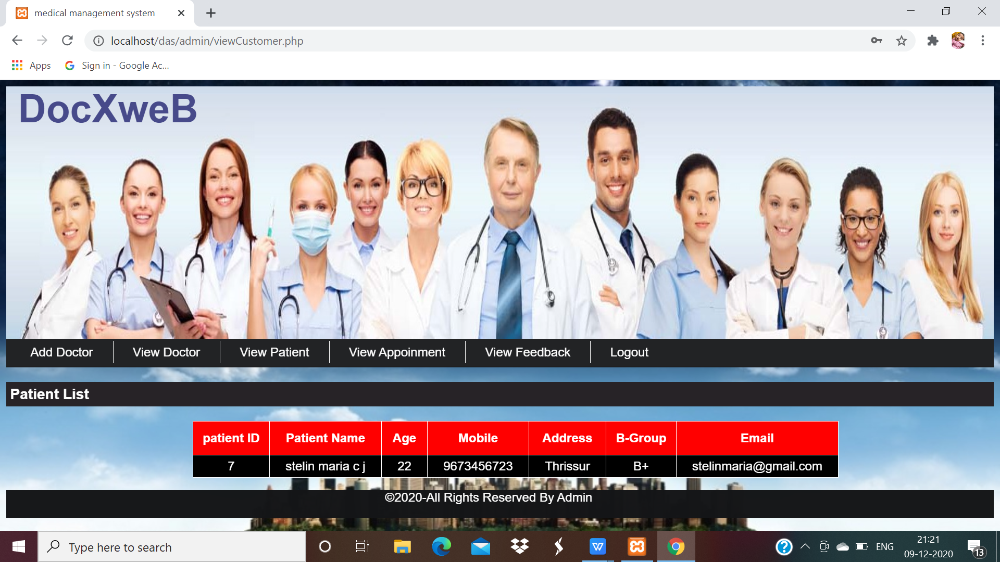 medical management system
localhost/das/admin/viewCustomer.php
Apps Sign in - Google Ac...
DocXweB
Add Doctor View Doctor View Patient View Appoinment View Feedback Logout
Patient List
patient ID Patient Name Age Mobile Address B-Group Email
7 stelin maria c j 22 9673456723 Thrissur B+ stelinmaria@gmail.com
©2020-All Rights Reserved By Admin
Type here to search
ENG
21:21
09-12-2020
13